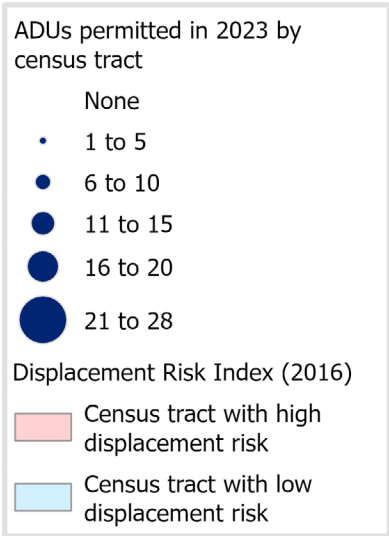 ADUs permitted in 2023 by
census tract
None
1 to 5
6 to 10
11 to 15
16 to 20
21 to 28
Displacement Risk Index (2016)
Census tract with high
displacement risk
Census tract with low
displacement risk